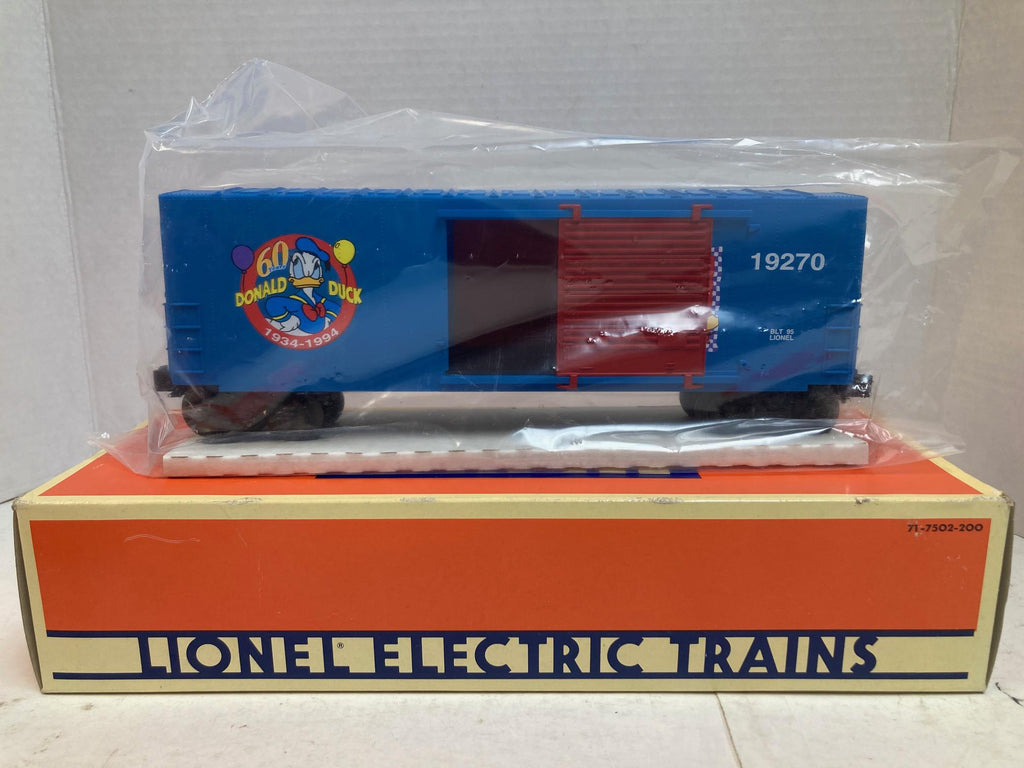 60
DONALD DUCK
1934-1994
19270
BLT 95
LIONEL
71-7502-200
LIONEL® ELECTRIC TRAINS